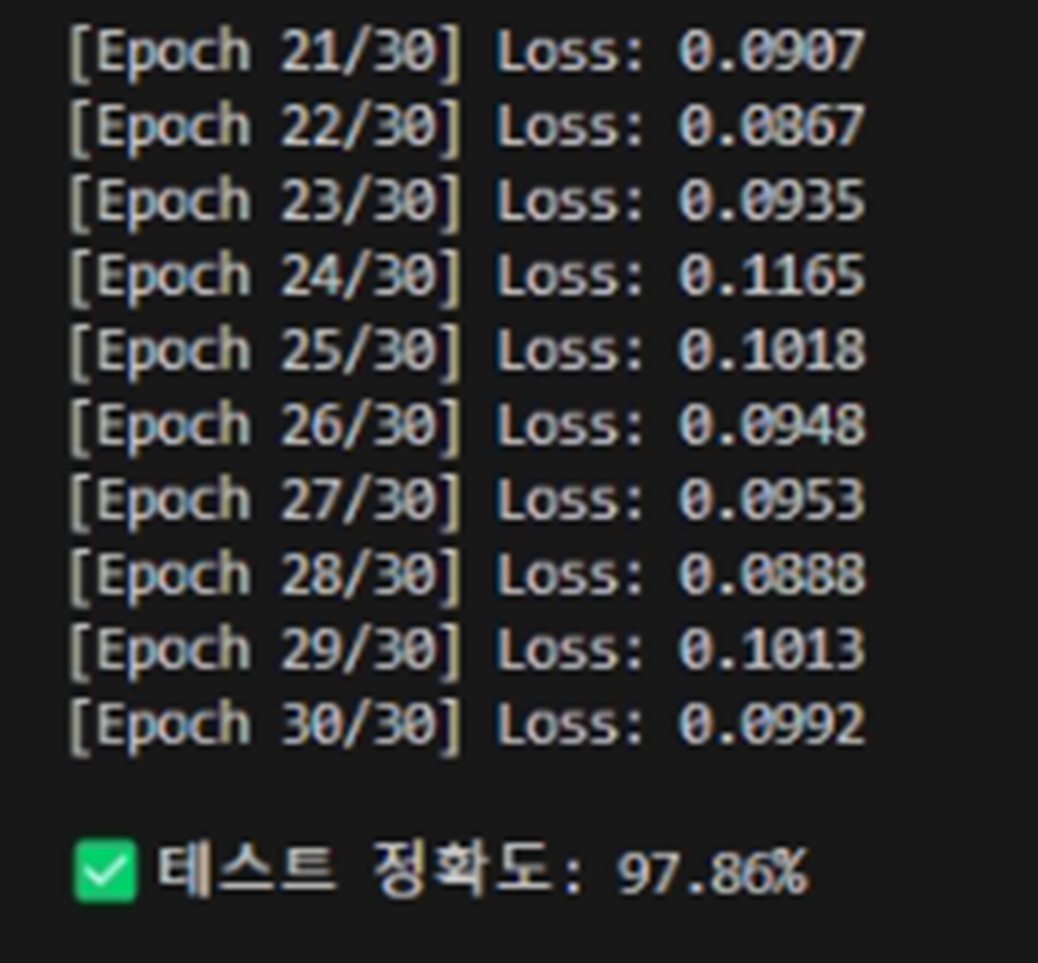 [Epoch 21/30] Loss: 0.0907
[Epoch 22/30] Loss: 0.0867
[Epoch 23/30] Loss: 0.0935
[Epoch 24/30] Loss: 0.1165
[Epoch 25/30] Loss: 0.1018
[Epoch 26/30] Loss: 0.0948
[Epoch 27/30] Loss: 0.0953
[Epoch 28/30] Loss: 0.0888
[Epoch 29/30] Loss: 0.1013
[Epoch 30/30] Loss: 0.0992
✅ 테스트 정확도: 97.86%